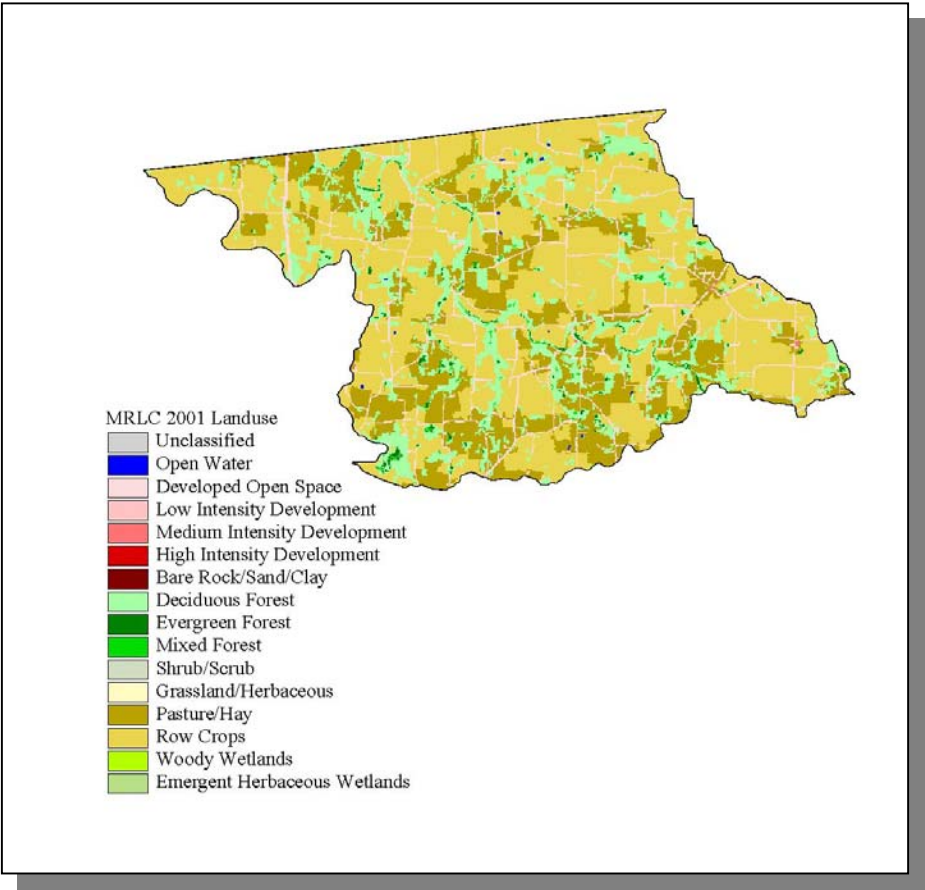 MRLC 2001 Landuse
Unclassified
Open Water
Developed Open Space
Low Intensity Development
Medium Intensity Development
High Intensity Development
Bare Rock/Sand/Clay
Deciduous Forest
Evergreen Forest
Mixed Forest
Shrub/Scrub
Grassland/Herbaceous
Pasture/Hay
Row Crops
Woody Wetlands
Emergent Herbaceous Wetlands